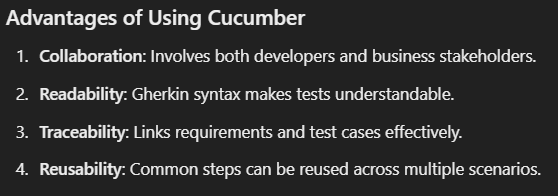 Advantages of Using Cucumber
1. Collaboration: Involves both developers and business stakeholders.
2. Readability: Gherkin syntax makes tests understandable.
3. Traceability: Links requirements and test cases effectively.
4. Reusability: Common steps can be reused across multiple scenarios.